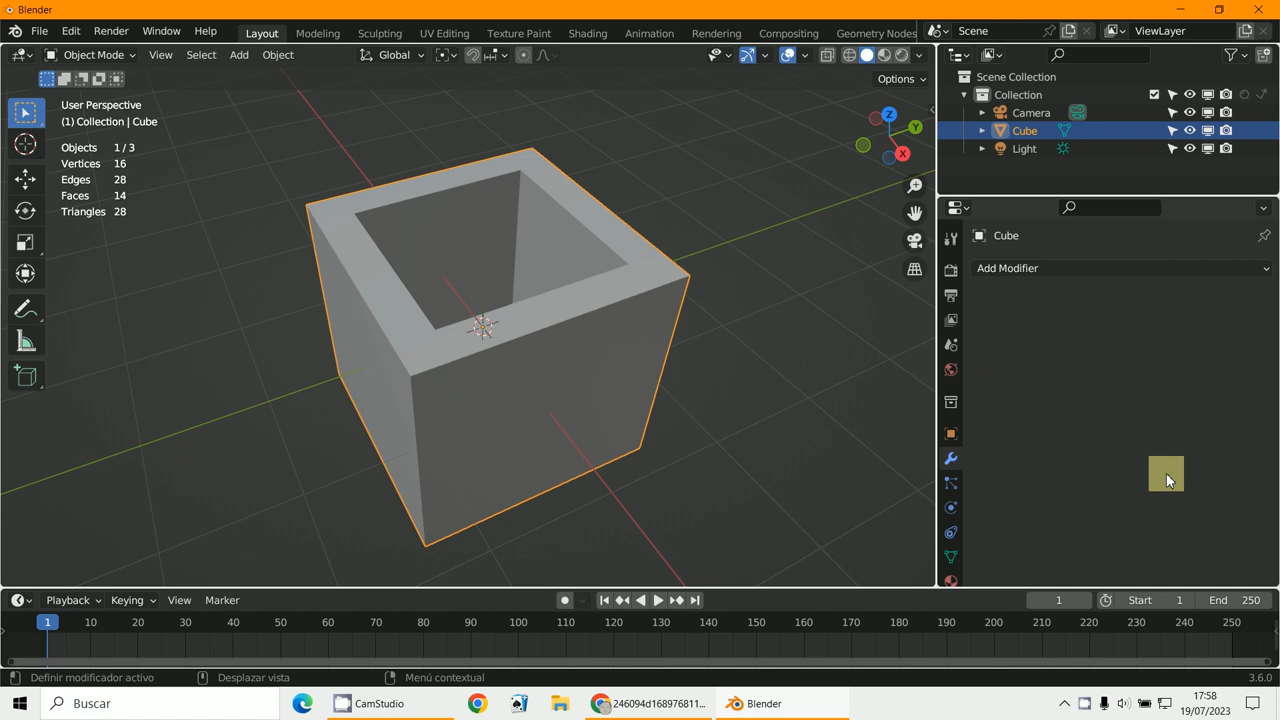 Blender
File Edit Render Window Help Layout Modeling Sculpting UV Editing Texture Paint Shading Animation Rendering Compositing Geometry Nodes Scene ViewLayer
Object Mode View Select Add Object Global
Options
User Perspective
(1) Collection | Cube
Objects 1 / 3
Vertices 16
Edges 28
Faces 14
Triangles 28
Z
Y
X
Scene Collection
Collection
Camera
Cube
Light
Cube
Add Modifier
Playback Keying View Marker 1 Start 1 End 250
1 10 20 30 40 50 60 70 80 90 100 110 120 130 140 150 160 170 180 190 200 210 220 230 240 250
Definir modificador activo Desplazar vista Menú contextual 3.6.0
Buscar CamStudio 246094d168976811... Blender 17:58
19/07/2023